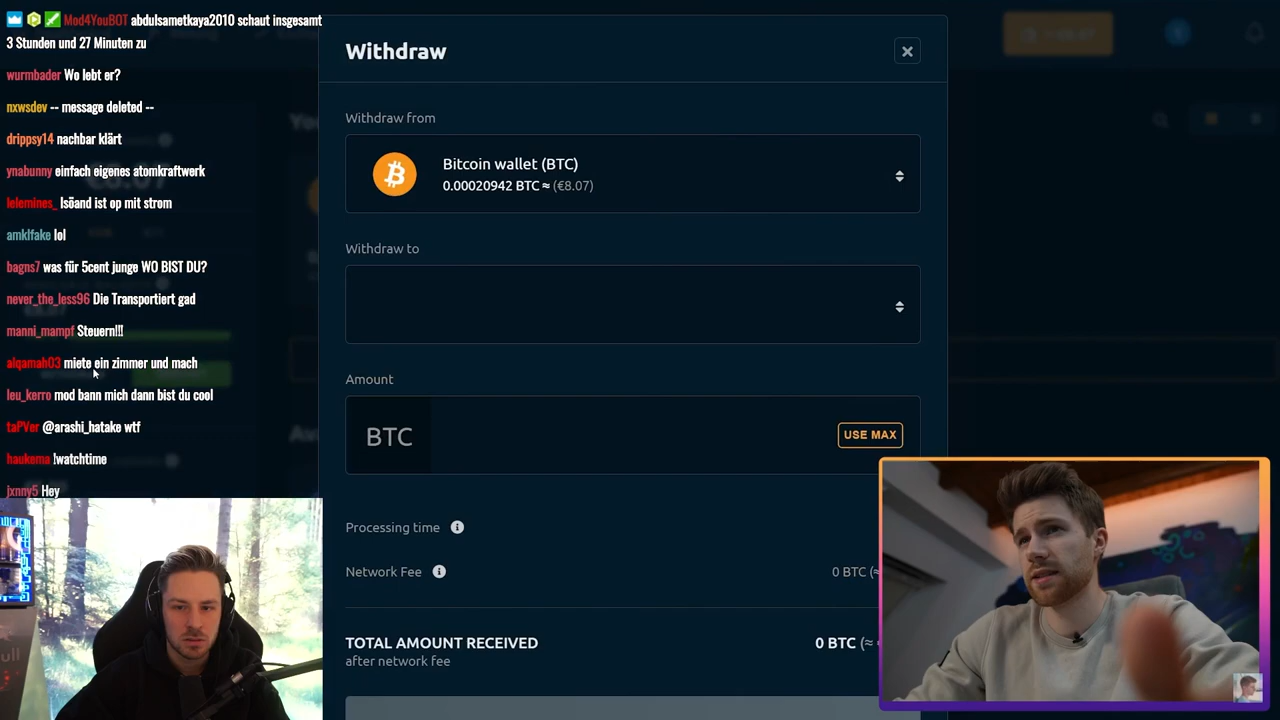 Mod4YouBOT abdulsametkaya2010 schaut insgesamt
3 Stunden und 27 Minuten zu
wurmbader Wo lebt er?
nxwsdev -- message deleted --
drippsy14 nachbar klärt
ynabunny einfach eigenes atomkraftwerk
lelemines_ Isöand ist op mit strom
amklfake lol
bagns7 was für 5cent junge WO BIST DU?
never_the_less96 Die Transportiert gad
manni_mampf Steuern!!!
alqamah03 miete ein zimmer und mach
leu_kerro mod bann mich dann bist du cool
taPVer @arashi_hatake wtf
haukema !watchtime
jxnny5 Hey
Withdraw
Withdraw from
Bitcoin wallet (BTC)
0.00020942 BTC ≈ (€8.07)
Withdraw to
Amount
BTC
USE MAX
Processing time
Network Fee
0 BTC (≈
TOTAL AMOUNT RECEIVED
0 BTC (≈
after network fee
€8.07